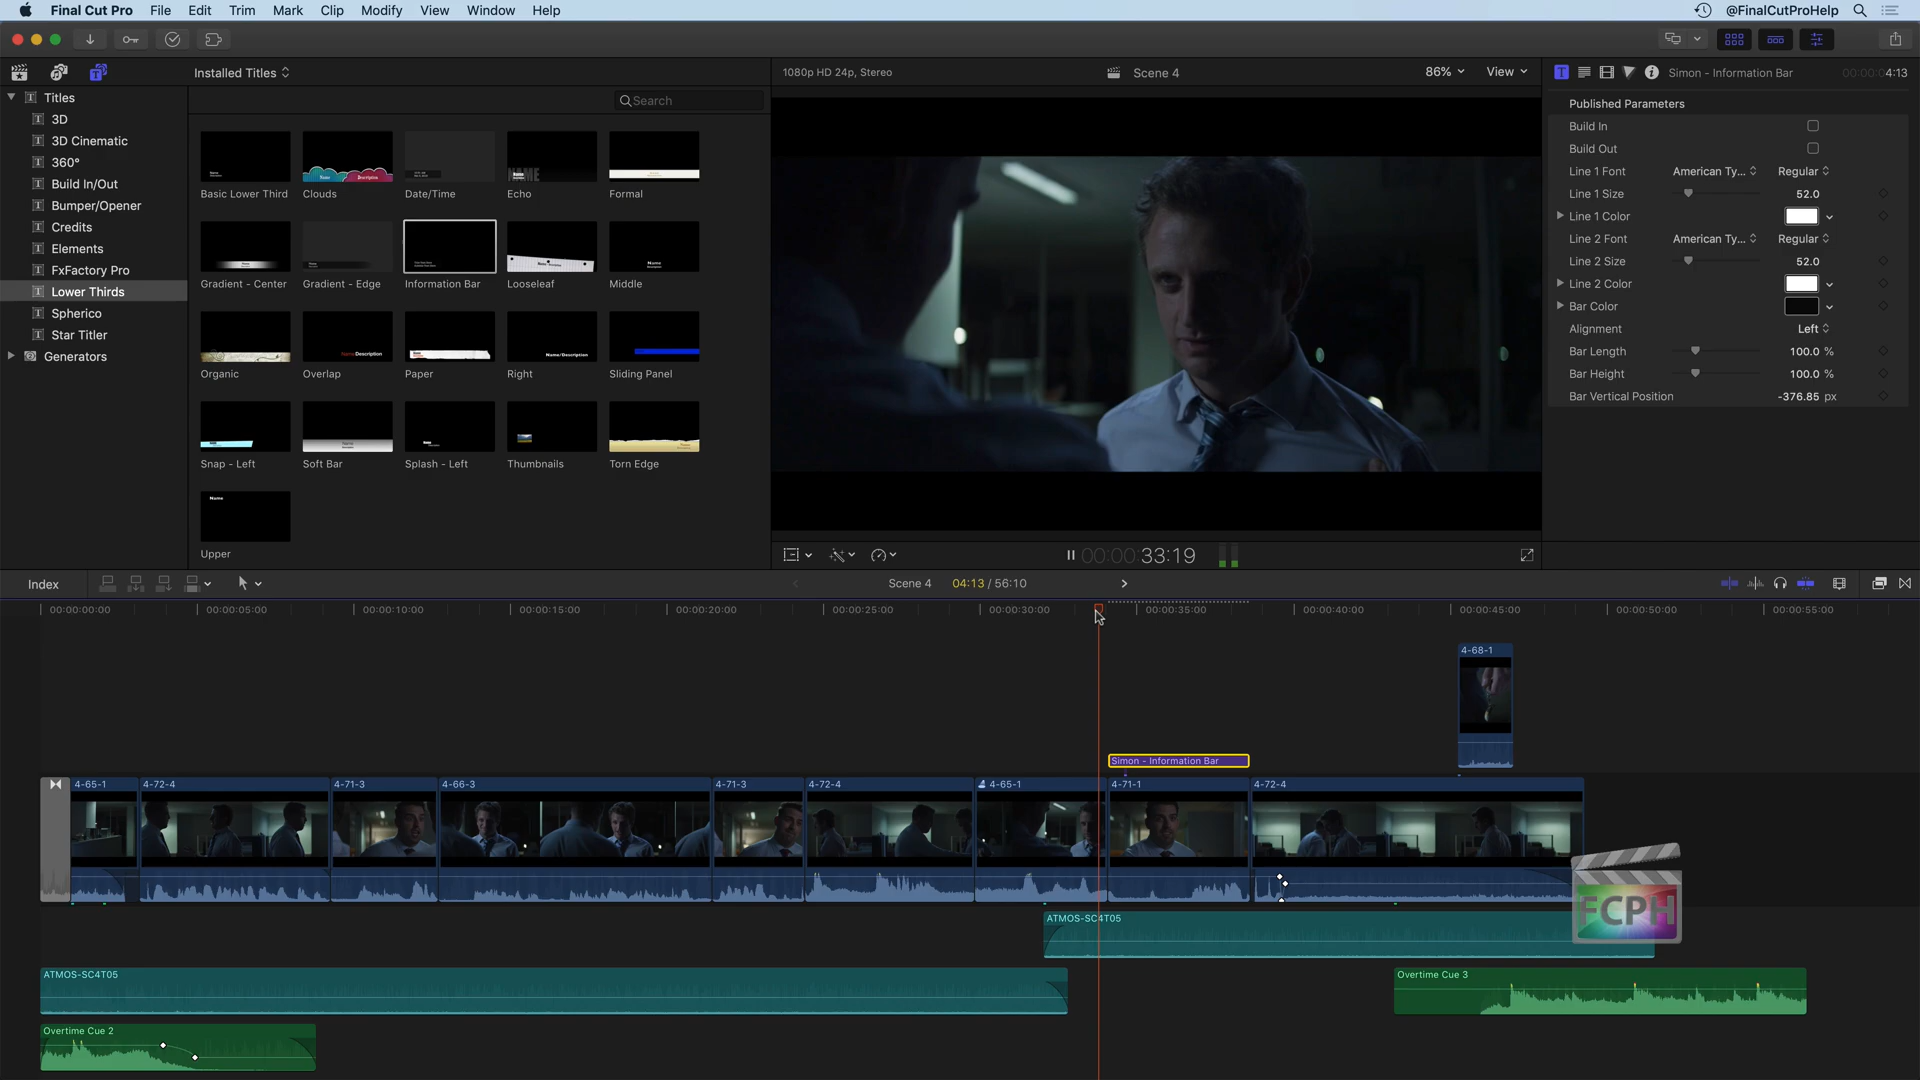 Final Cut Pro File Edit Trim Mark Clip Modify View Window Help @FinalCutProHelp
Installed Titles
1080p HD 24p, Stereo Scene 4 86% View
Simon - Information Bar 00:00:04:13
Titles
3D
3D Cinematic
360°
Build In/Out
Bumper/Opener
Credits
Elements
FxFactory Pro
Lower Thirds
Spherico
Star Titler
Generators
Search
Basic Lower Third Clouds Date/Time Echo Formal
Gradient - Center Gradient - Edge Information Bar Looseleaf Middle
Organic Overlap Paper Right Sliding Panel
Snap - Left Soft Bar Splash - Left Thumbnails Torn Edge
Name
Upper
Published Parameters
Build In
Build Out
Line 1 Font American Ty... Regular
Line 1 Size 52.0
Line 1 Color
Line 2 Font American Ty... Regular
Line 2 Size 52.0
Line 2 Color
Bar Color
Alignment Left
Bar Length 100.0 %
Bar Height 100.0 %
Bar Vertical Position -376.85 px
00:00:33:19
Index Scene 4 04:13 / 56:10
00:00:00:00 00:00:05:00 00:00:10:00 00:00:15:00 00:00:20:00 00:00:25:00 00:00:30:00 00:00:35:00 00:00:40:00 00:00:45:00 00:00:50:00 00:00:55:00
4-68-1
Simon - Information Bar
4-65-1 4-72-4 4-71-3 4-66-3 4-71-3 4-72-4 4-65-1 4-71-1 4-72-4
FCPH
ATMOS-SC4T05
ATMOS-SC4T05
Overtime Cue 3
Overtime Cue 2